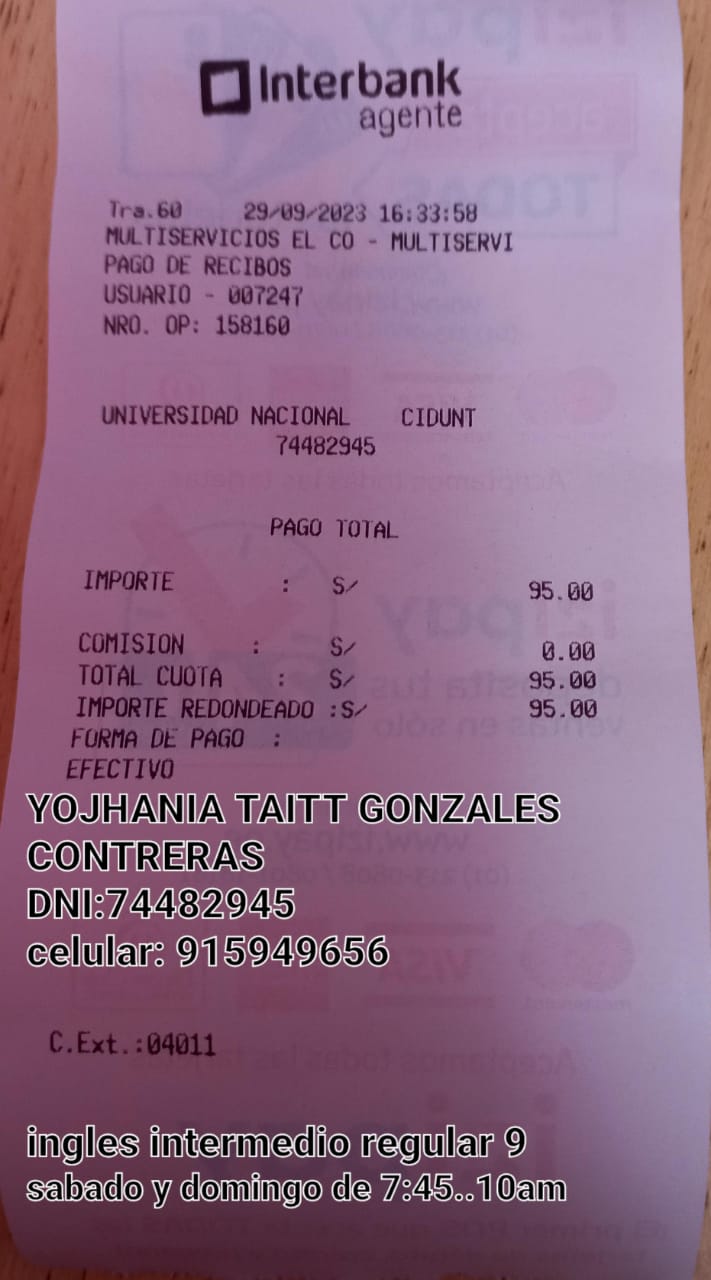 Interbank
agente
Tra.60 29/09/2023 16:33:58
MULTISERVICIOS EL CO - MULTISERVI
PAGO DE RECIBOS
USUARIO - 007247
NRO. OP: 158160
UNIVERSIDAD NACIONAL CIDUNT
74482945
PAGO TOTAL
IMPORTE : S/ 95.00
COMISION : S/ 0.00
TOTAL CUOTA : S/ 95.00
IMPORTE REDONDEADO :S/ 95.00
FORMA DE PAGO :
EFECTIVO
YOJHANIA TAITT GONZALES
CONTRERAS
DNI:74482945
celular: 915949656
C.Ext.:04011
ingles intermedio regular 9
sabado y domingo de 7:45..10am